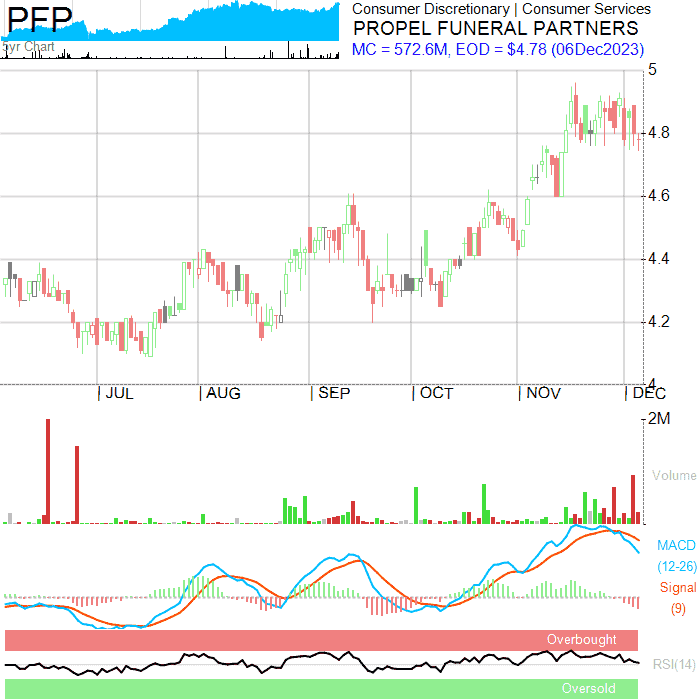 PFP
5yr Chart
Consumer Discretionary | Consumer Services
PROPEL FUNERAL PARTNERS
MC = 572.6M, EOD = $4.78 (06Dec2023)
5
4.8
4.6
4.4
4.2
4
| JUL | AUG | SEP | OCT | NOV | DEC
2M
Volume
MACD
(12-26)
Signal
(9)
Overbought
RSI(14)
Oversold